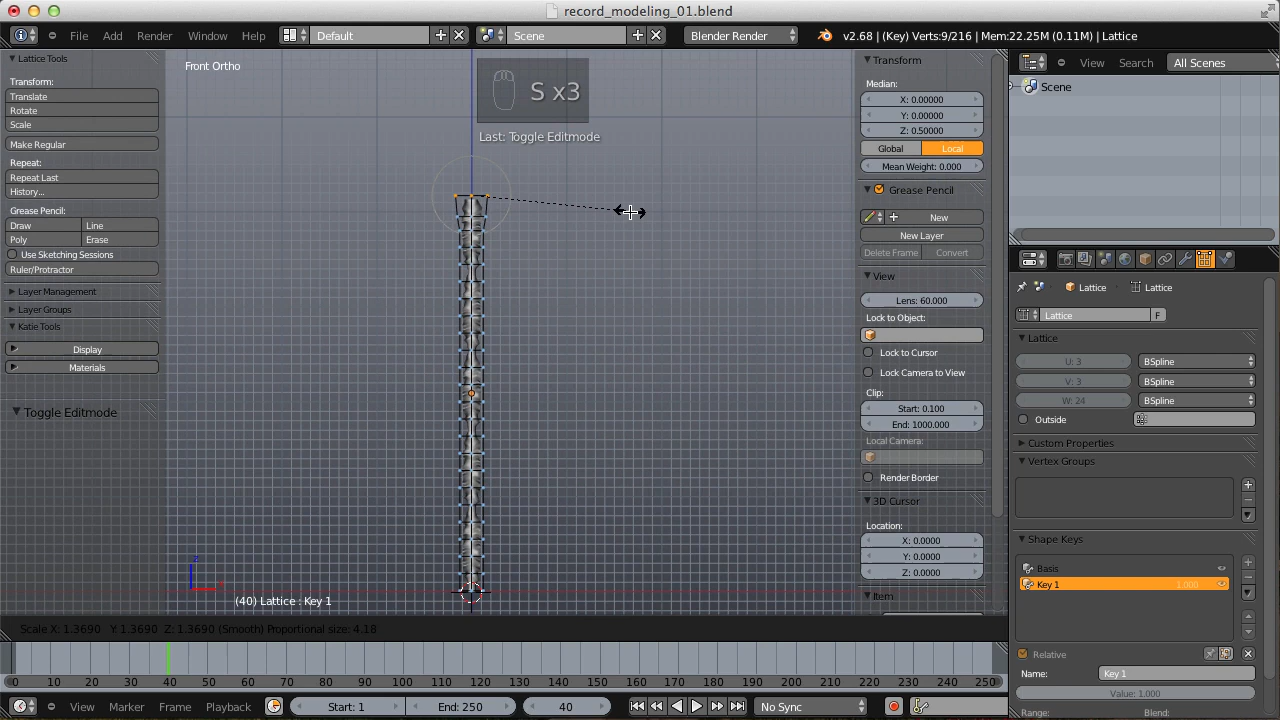 record_modeling_01.blend
File Add Render Window Help Default Scene Blender Render v2.68 | (Key) Verts:9/216 | Mem:22.25M (0.11M) | Lattice
Lattice Tools
Transform:
Translate
Rotate
Scale
Make Regular
Repeat:
Repeat Last
History...
Grease Pencil:
Draw Line
Poly Erase
Use Sketching Sessions
Ruler/Protractor
Layer Management
Layer Groups
Katie Tools
Display
Materials
Toggle Editmode
Front Ortho
S x3
Last: Toggle Editmode
z
(40) Lattice : Key 1
Scale X: 1.3690 Y: 1.3690 Z: 1.3690 (Smooth) Proportional size: 4.18
Transform
Median:
X: 0.00000
Y: 0.00000
Z: 0.50000
Global Local
Mean Weight: 0.000
Grease Pencil
New
New Layer
Delete Frame Convert
View
Lens: 60.000
Lock to Object:
Lock to Cursor
Lock Camera to View
Clip:
Start: 0.100
End: 1000.000
Local Camera:
Render Border
3D Cursor
Location:
X: 0.0000
Y: 0.0000
Z: 0.0000
Item
View Search All Scenes
Scene
Lattice Lattice
Lattice F
Lattice
U: 3 BSpline
V: 3 BSpline
W: 24 BSpline
Outside
Custom Properties
Vertex Groups
Shape Keys
Basis
Key 1 1.000
Relative
Name: Key 1
Value: 1.000
Range: Blend:
0 10 20 30 40 50 60 70 80 90 100 110 120 130 140 150 160 170 180 190 200 210 220 230 240 250
View Marker Frame Playback Start: 1 End: 250 40 No Sync